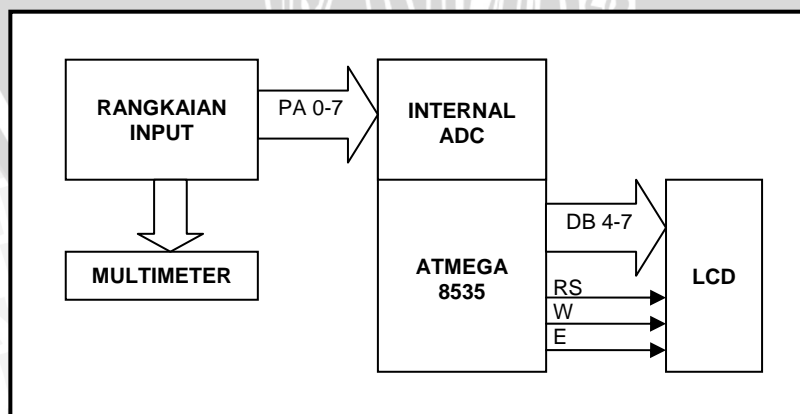 RANGKAIAN
INPUT
PA 0-7
INTERNAL
ADC
MULTIMETER
ATMEGA
8535
DB 4-7
RS
W
E
LCD